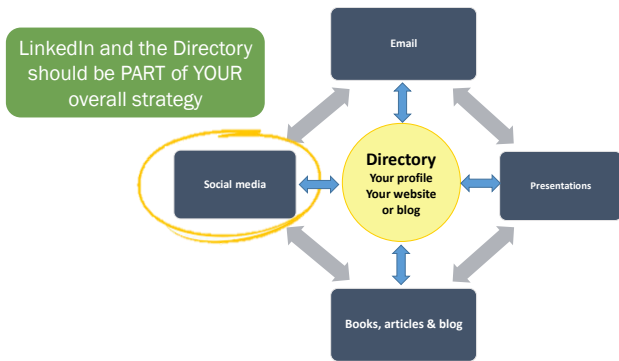 LinkedIn and the Directory
should be PART of YOUR
overall strategy
Email
Social media
Directory
Your profile
Your website
or blog
Presentations
Books, articles & blog